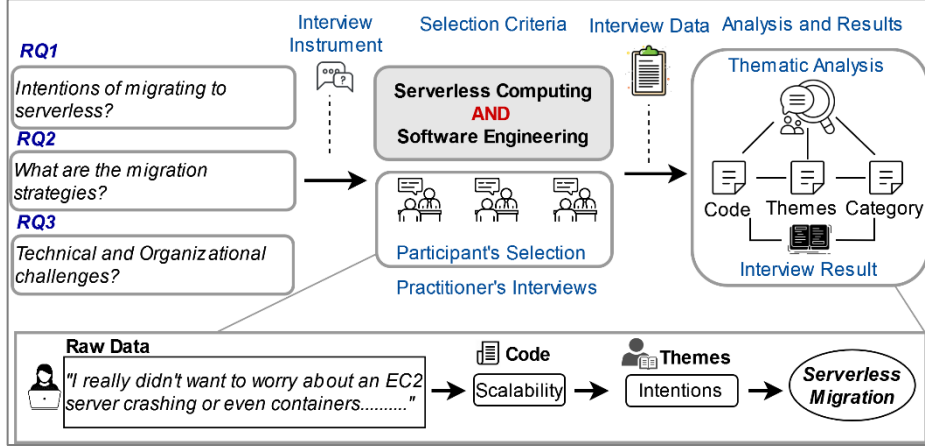 RQ1
Intentions of migrating to
serverless?
RQ2
What are the migration
strategies?
RQ3
Technical and Organizational
challenges?
Interview
Instrument
?
Selection Criteria
Serverless Computing
AND
Software Engineering
Participant's Selection
Practitioner's Interviews
Interview Data
Analysis and Results
Thematic Analysis
Code Themes Category
Interview Result
Raw Data
"I really didn't want to worry about an EC2
server crashing or even containers.........."
Code
Scalability
Themes
Intentions
Serverless
Migration